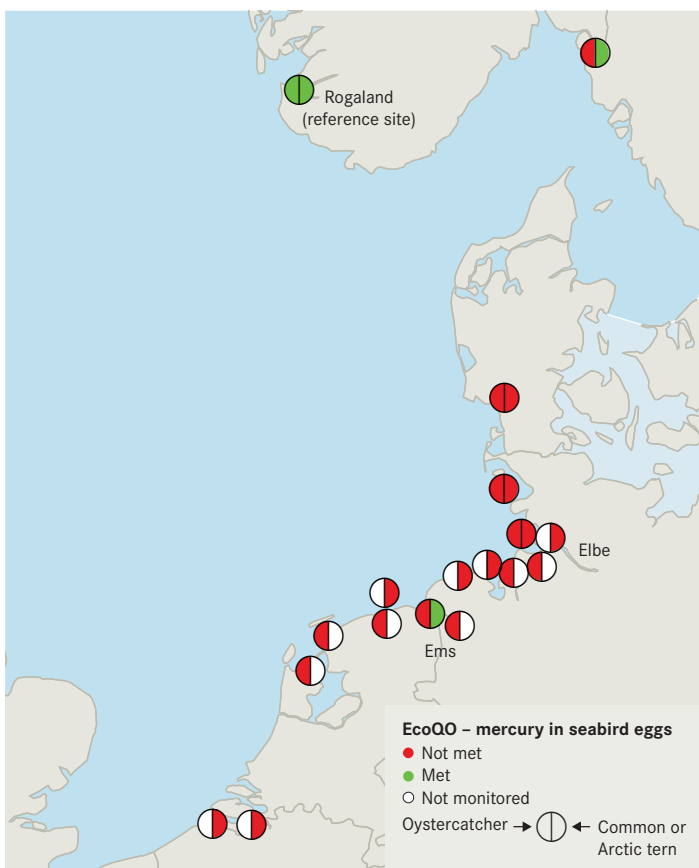 Rogaland
(reference site)
Elbe
Ems
EcoQO – mercury in seabird eggs
Not met
Met
Not monitored
Oystercatcher
Common or
Arctic tern